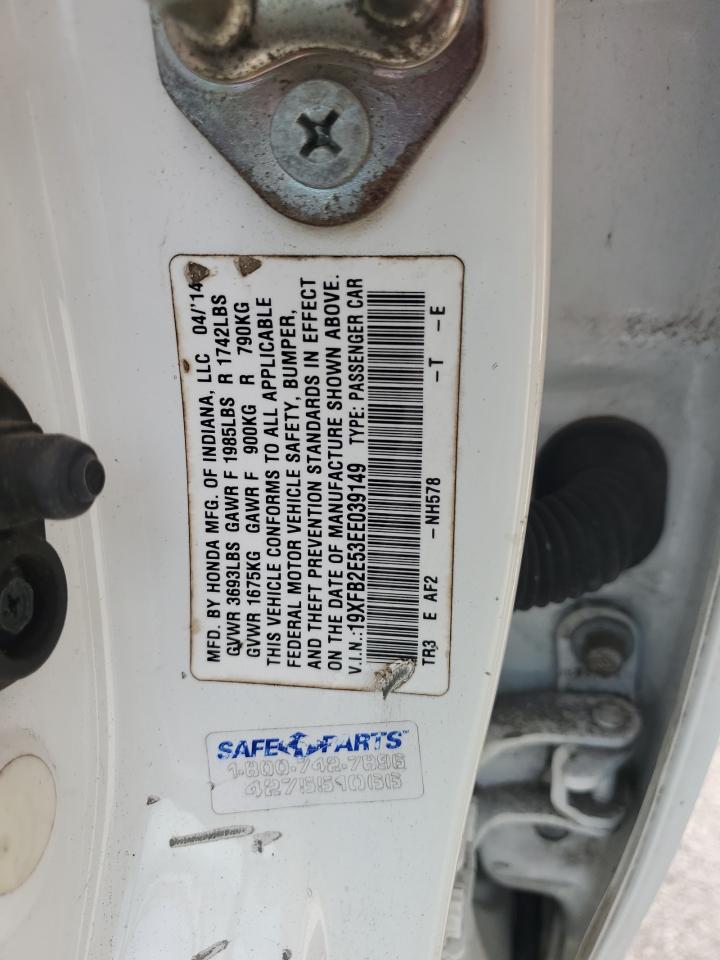 MFD. BY HONDA MFG. OF INDIANA, LLC 04/'14
GVWR 3693LBS GAWR F 1985LBS R 1742LBS
GVWR 1675KG GAWR F 900KG R 790KG
THIS VEHICLE CONFORMS TO ALL APPLICABLE
FEDERAL MOTOR VEHICLE SAFETY, BUMPER,
AND THEFT PREVENTION STANDARDS IN EFFECT
ON THE DATE OF MANUFACTURE SHOWN ABOVE.
V.I.N.:19XFB2E53EE039149 TYPE: PASSENGER CAR
TR3 E AF2 -NH578 -T -E
SAFE PARTS™
1-800-742-7896
427551066